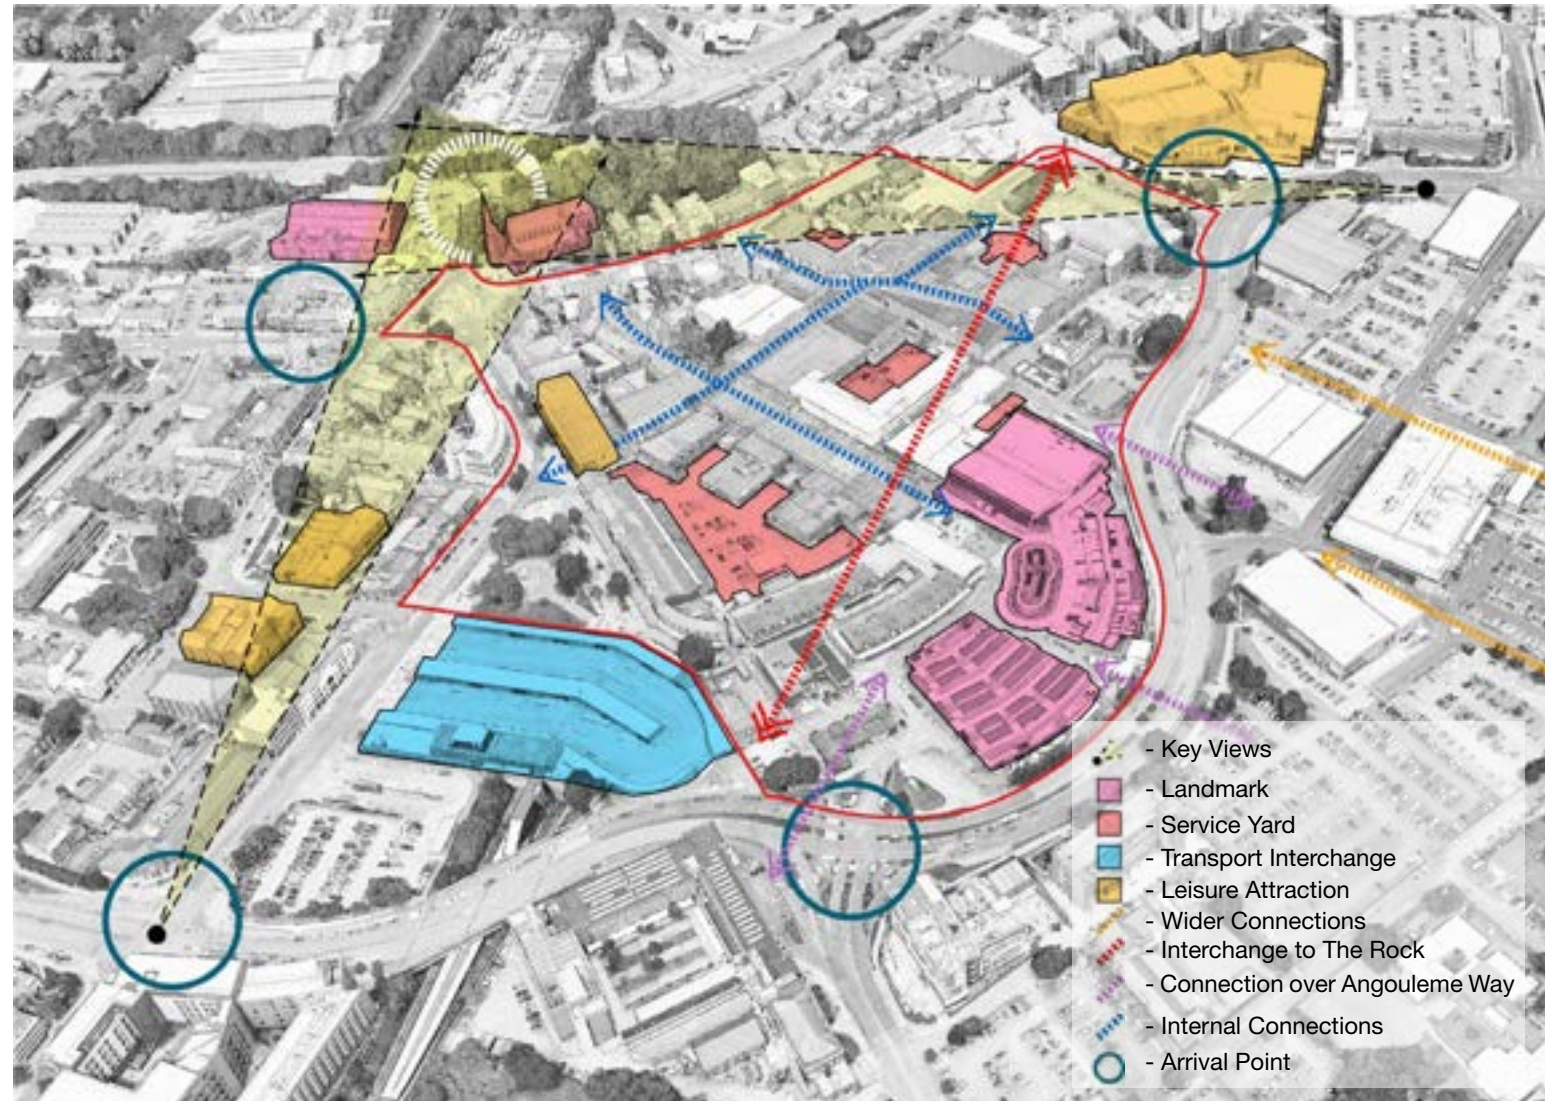 - Key Views
- Landmark
- Service Yard
- Transport Interchange
- Leisure Attraction
- Wider Connections
- Interchange to The Rock
- Connection over Angouleme Way
- Internal Connections
- Arrival Point